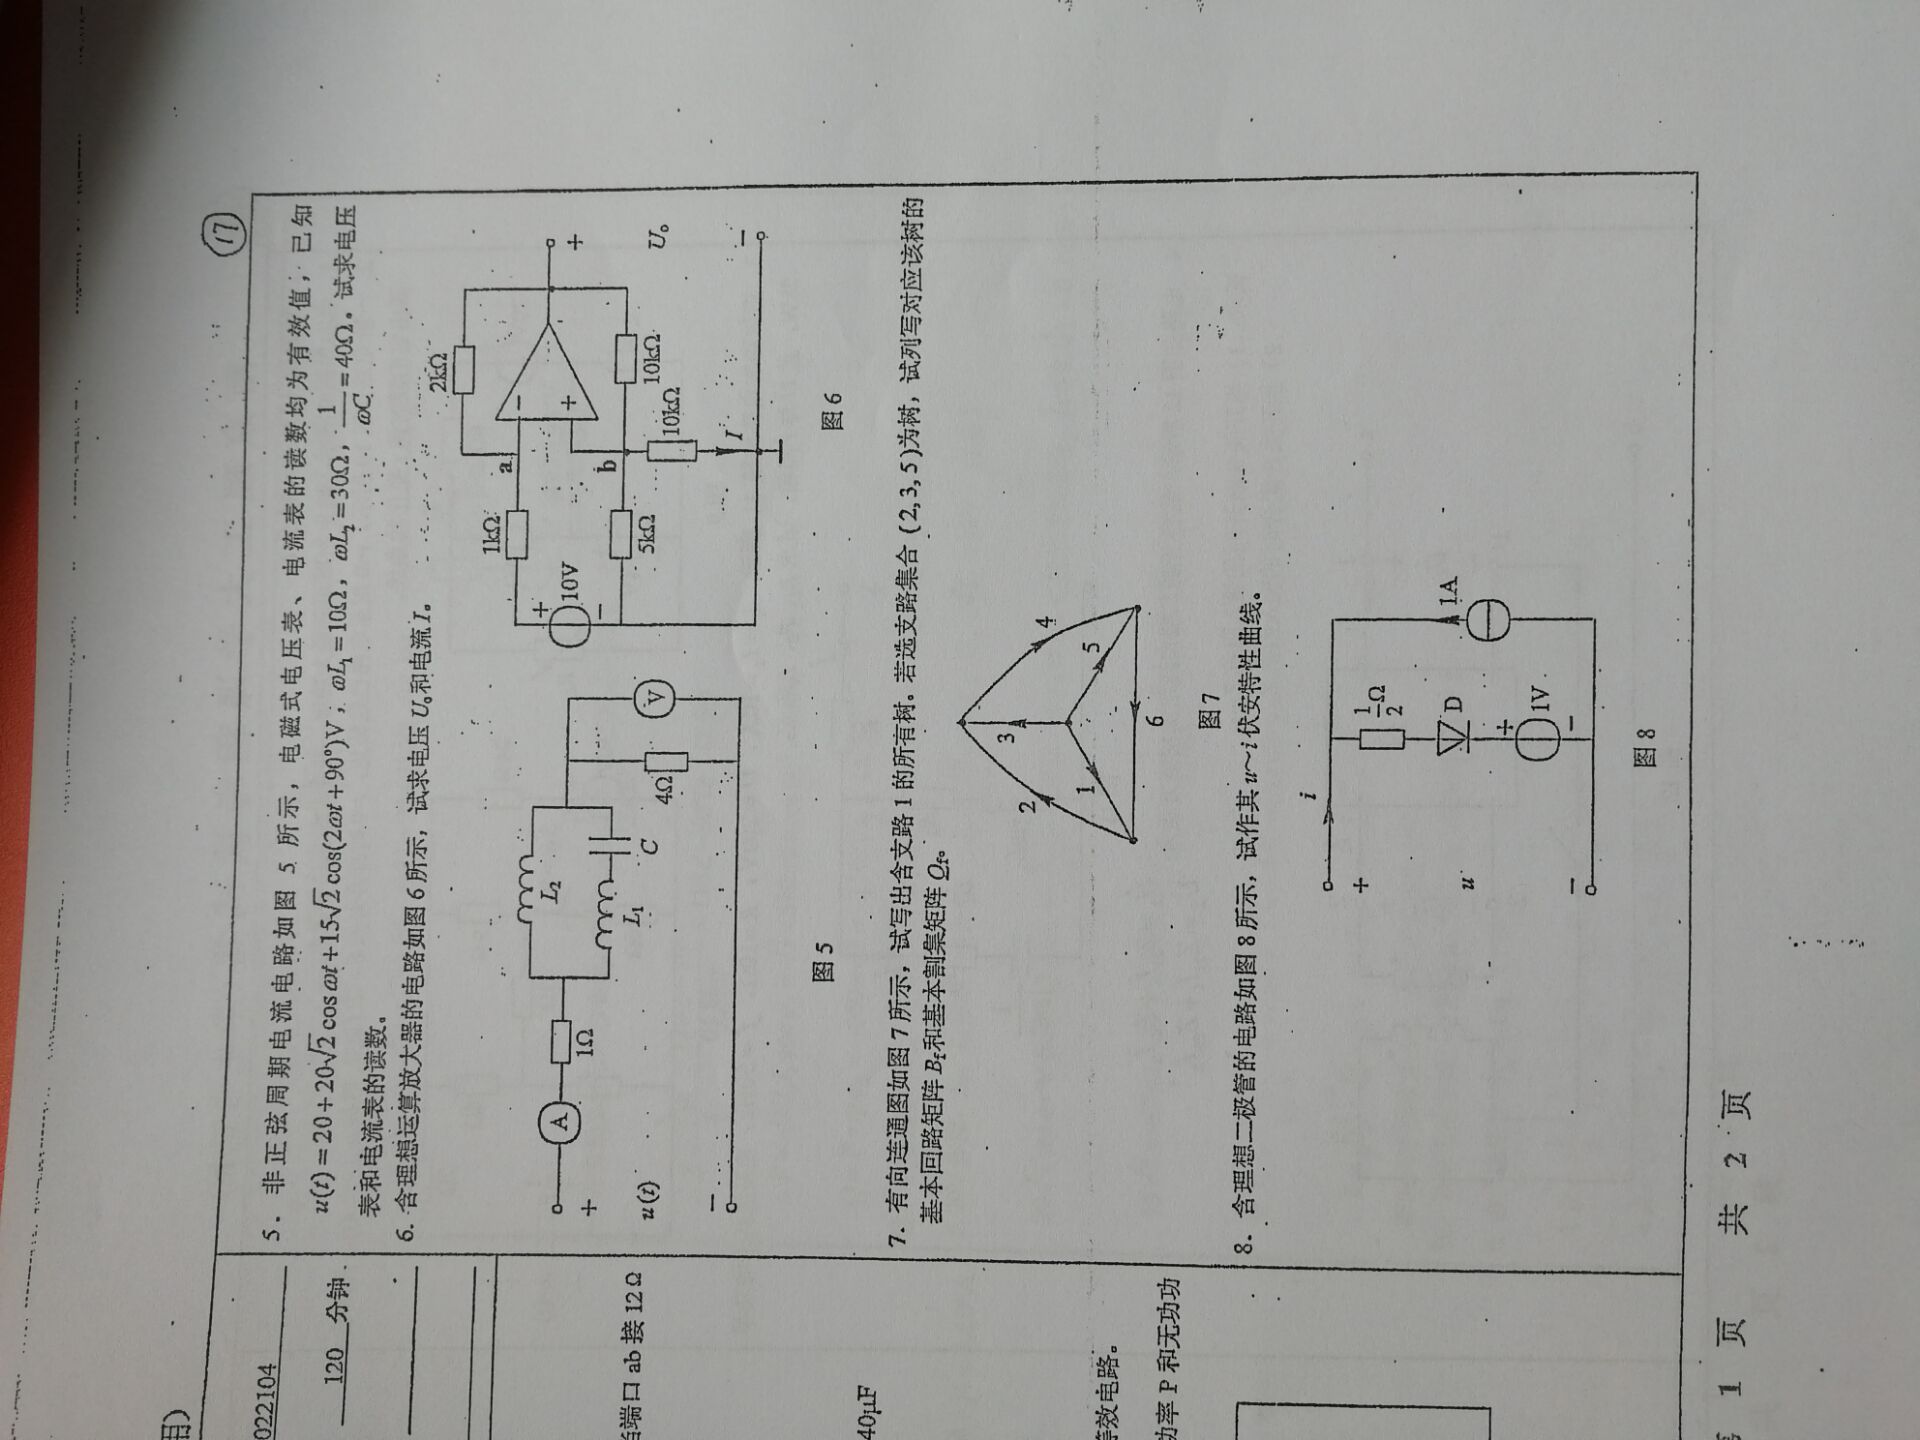 17
5. 非正弦周期电流电路如图 5 所示，电磁式电压表、电流表的读数均为有效值，已知
u(t)=20+20√2cosωt+15√2cos(2ωt+90°)V，ωL₁=10Ω，ωL₂=30Ω，1/ωC=40Ω。试求电压
表和电流表的读数。
6. 含理想运算放大器的电路如图 6 所示，试求电压 Uₒ和电流 I。
A
1Ω
L₂
L₁
C
4Ω
V
+
u(t)
−
图 5
10V
+
−
1kΩ
2kΩ
a
b
−
+
5kΩ
10kΩ
10kΩ
I
+
Uₒ
−
图 6
7. 有向连通图如图 7 所示，试写出含支路 1 的所有树。若选支路集合 (2,3,5)为树，试列写对应该树的
基本回路矩阵 Bf和基本割集矩阵 Qf。
1
2
3
4
5
6
图 7
8. 含理想二极管的电路如图 8 所示，试作其 u～i 伏安特性曲线。
i
+
u
−
1/2Ω
D
+
1V
−
1A
图 8
用)
022104
120 分钟
当端口 ab 接 12Ω
40μF
等效电路。
功率 P 和无功功
1 页 共 2 页